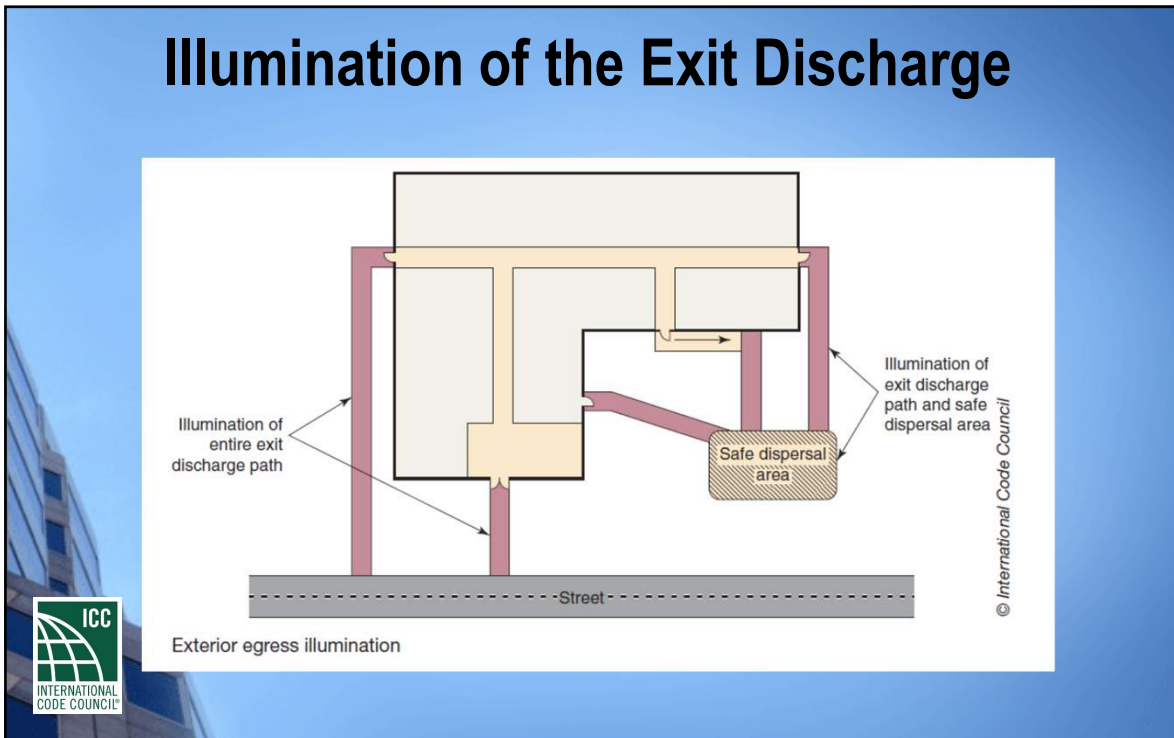 Illumination of the Exit Discharge
Illumination of
entire exit
discharge path
Illumination of
exit discharge
path and safe
dispersal area
Safe dispersal
area
© International Code Council
Street
Exterior egress illumination
ICC
INTERNATIONAL
CODE COUNCIL®